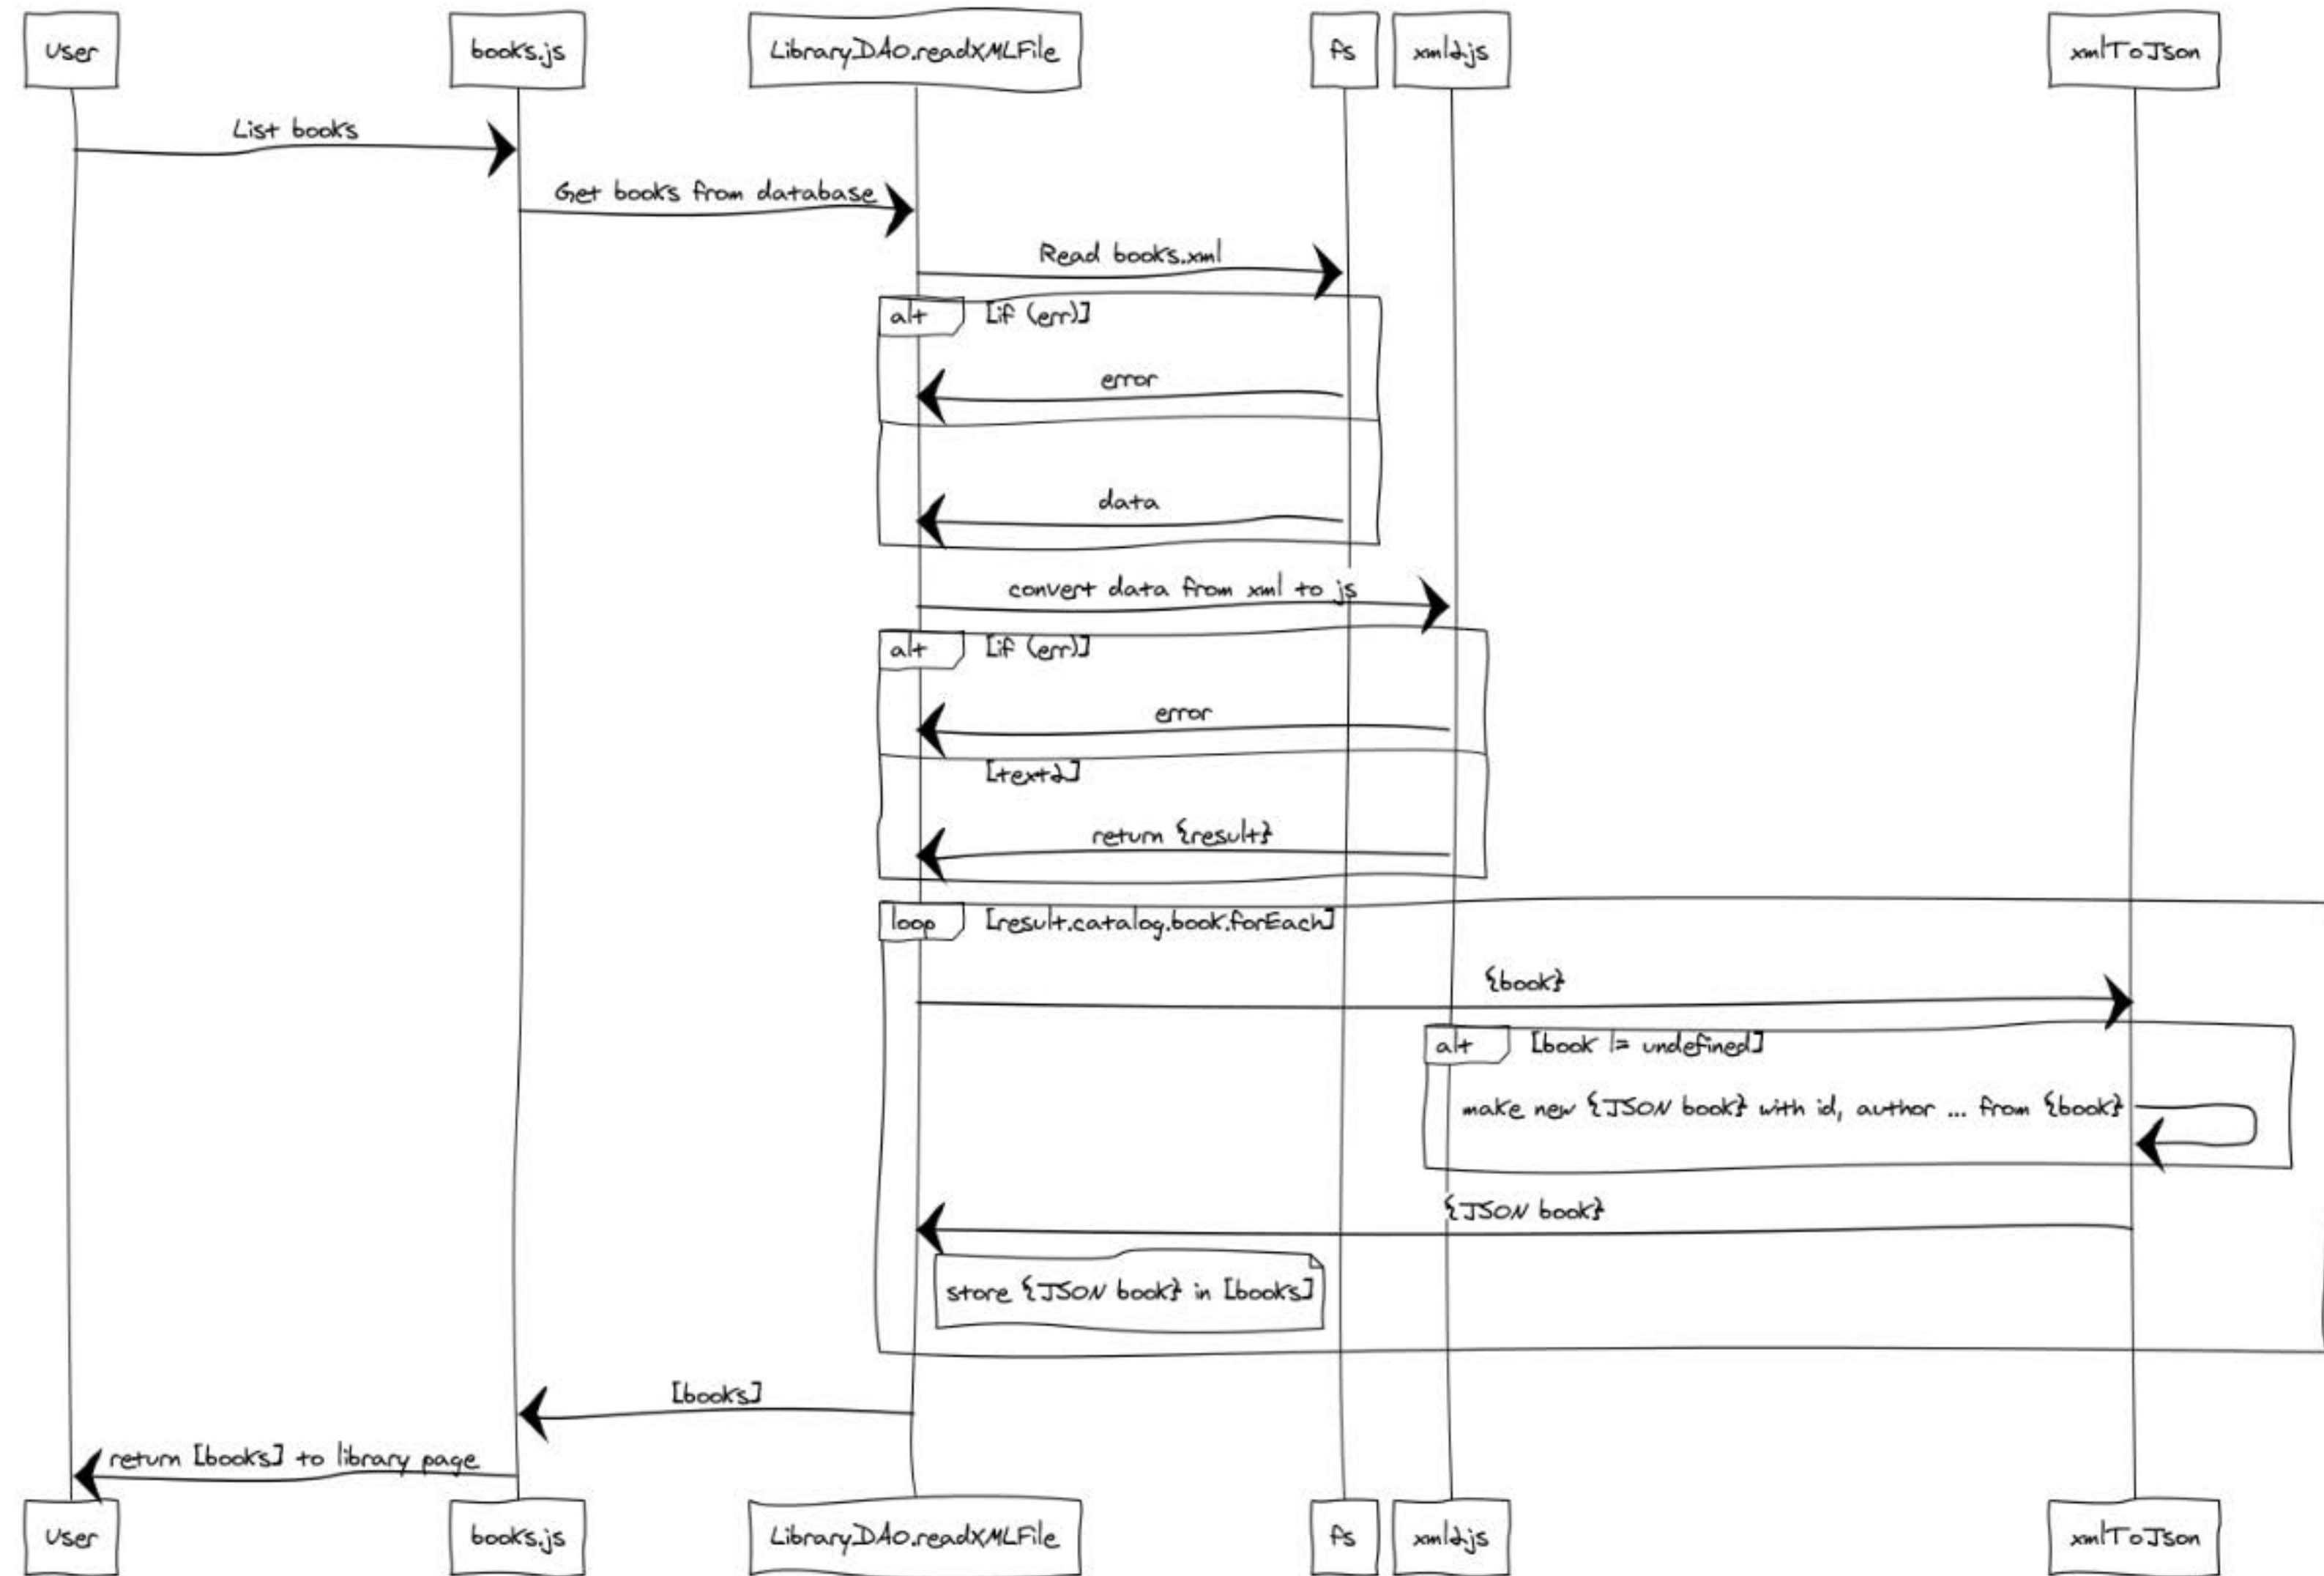 User
books.js
LibraryDAO.readXMLFile
fs
xml2js
xmlToJson
List books
Get books from database
Read books.xml
alt [if (err)]
error
data
convert data from xml to js
alt [if (err)]
error
[text2]
return {result}
loop [result.catalog.book.forEach]
{book}
alt [book != undefined]
make new {JSON book} with id, author ... from {book}
{JSON book}
store {JSON book} in [books]
[books]
return [books] to library page
User
books.js
LibraryDAO.readXMLFile
fs
xml2js
xmlToJson